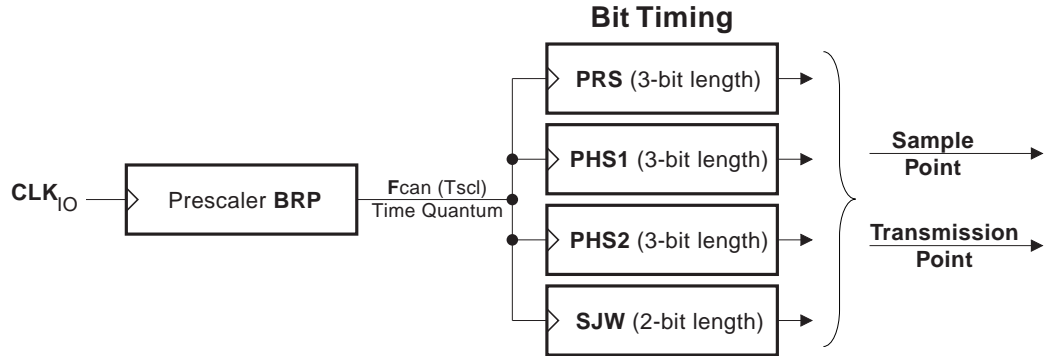 Bit Timing
PRS (3-bit length)
PHS1 (3-bit length)
Sample
Point
CLKIO
Prescaler BRP
Fcan (Tscl)
Time Quantum
PHS2 (3-bit length)
Transmission
Point
SJW (2-bit length)